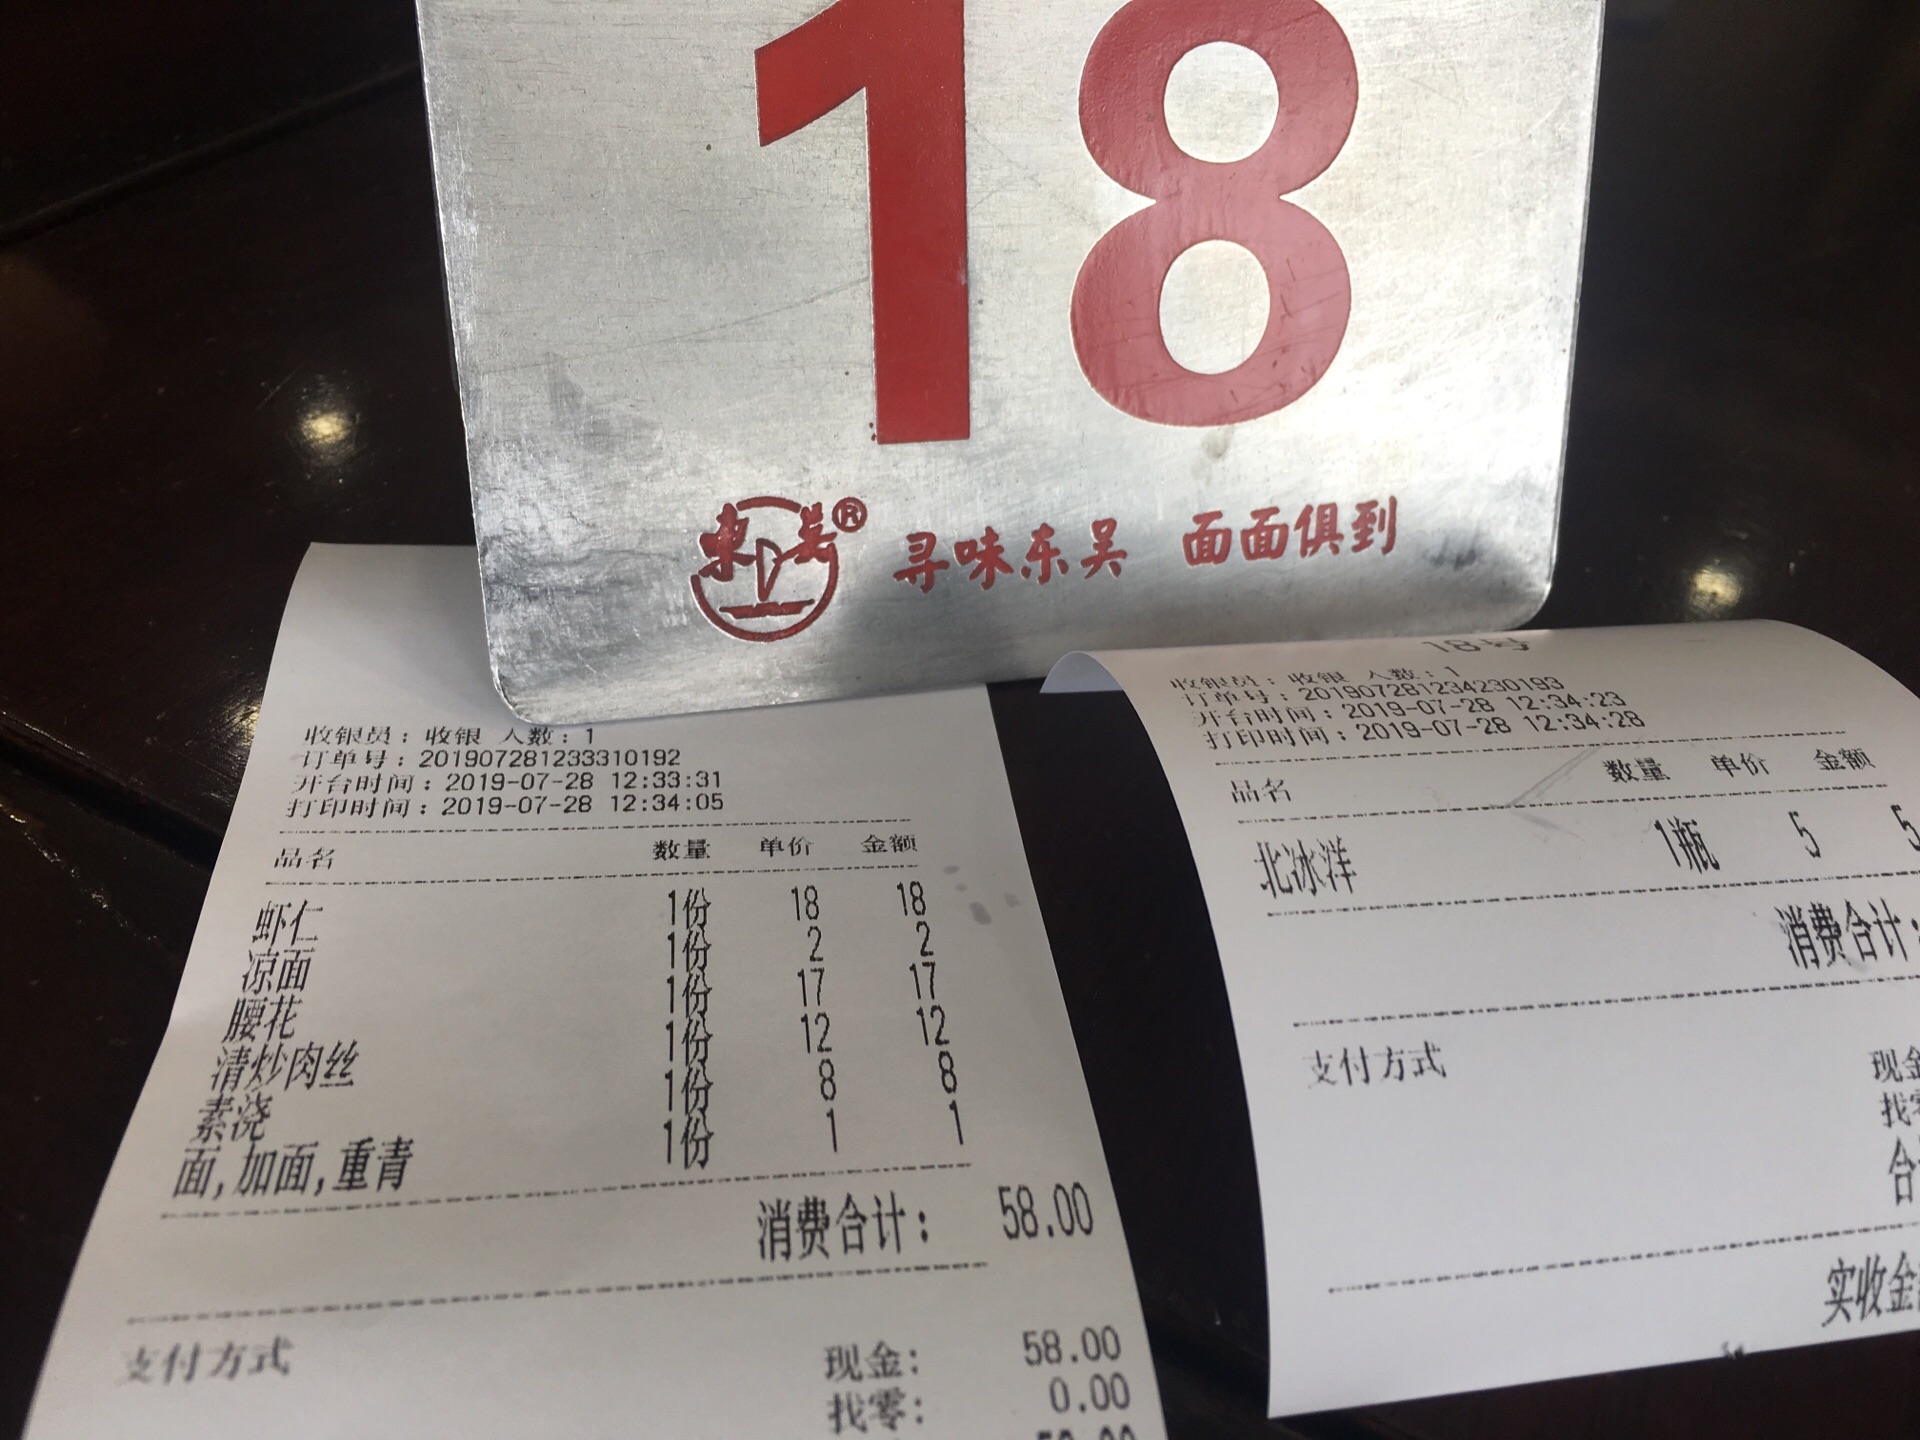 18
東吴®
寻味东吴 面面俱到
收银员：收银 人数：1
订单号：201907281233310192
开台时间：2019-07-28 12:33:31
打印时间：2019-07-28 12:34:05
品名 数量 单价 金额
虾仁 1份 18 18
凉面 1份 2 2
腰花 1份 17 17
清炒肉丝 1份 12 12
素浇 1份 8 8
面,加面,重青 1份 1 1
消费合计： 58.00
支付方式 现金： 58.00
找零： 0.00
18号
收银员：收银 人数：1
订单号：201907281234230193
开台时间：2019-07-28 12:34:23
打印时间：2019-07-28 12:34:28
品名 数量 单价 金额
北冰洋 1瓶 5 5
消费合计：
支付方式 现金
找
合
实收金